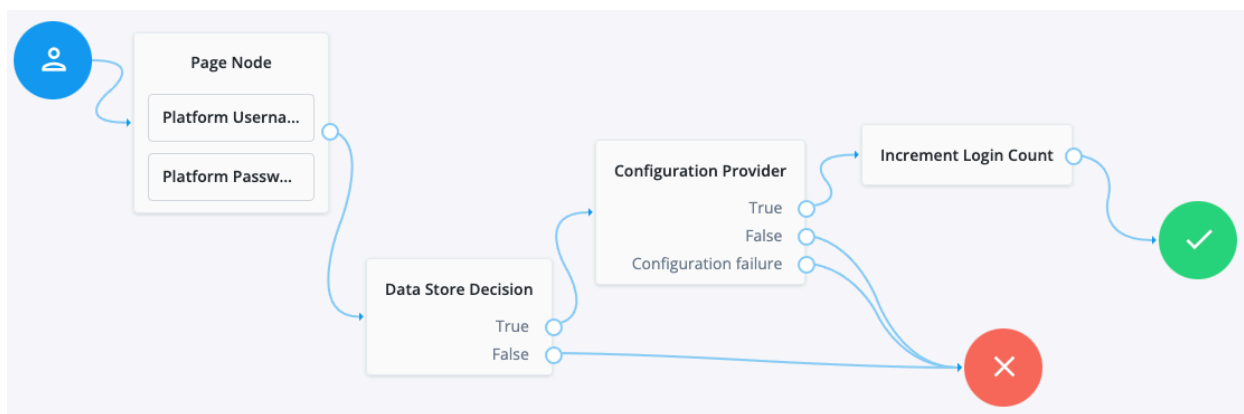 Page Node
Platform Userna...
Platform Passw...
Data Store Decision
True
False
Configuration Provider
True
False
Configuration failure
Increment Login Count